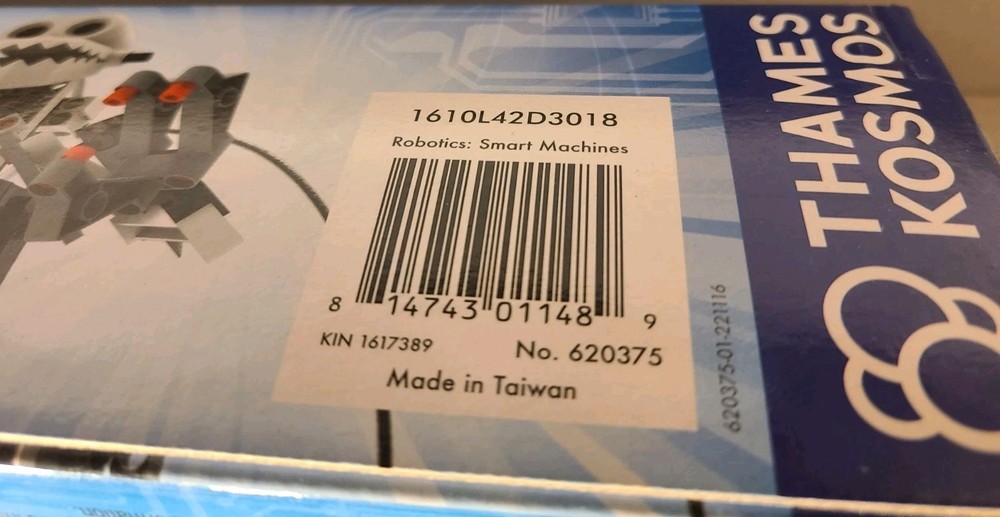 1610L42D3018
Robotics: Smart Machines
8 14743 01148 9
KIN 1617389 No. 620375
Made in Taiwan
620375-01-221116
THAMES
KOSMOS